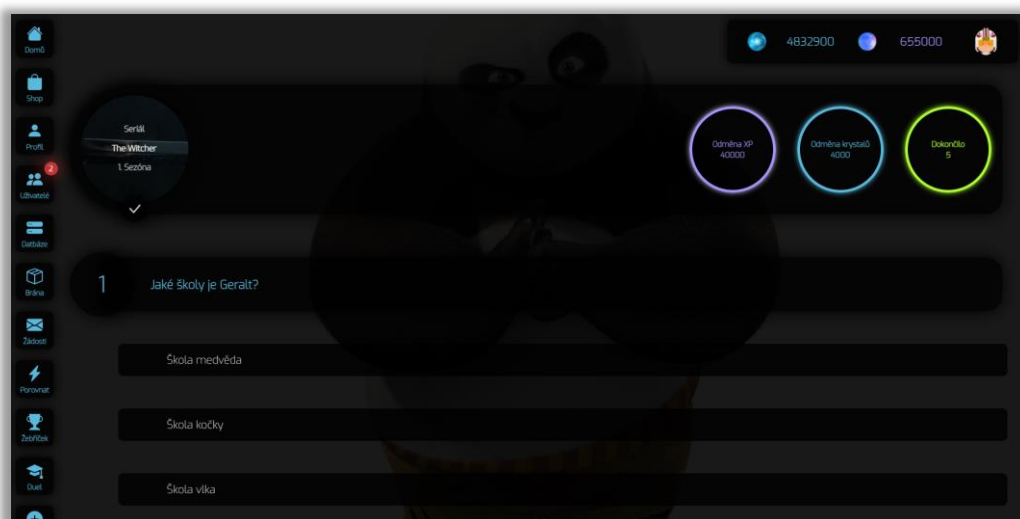 Domů
Shop
Profil
2
Uživatelé
Datbáze
Brána
Žádosti
Porovnat
Žebříček
Duel
4832900
655000
Seriál
The Witcher
1. Sezóna
Odměna XP
40000
Odměna krystalů
4000
Dokončilo
5
1
Jaké školy je Geralt?
Škola medvěda
Škola kočky
Škola vlka